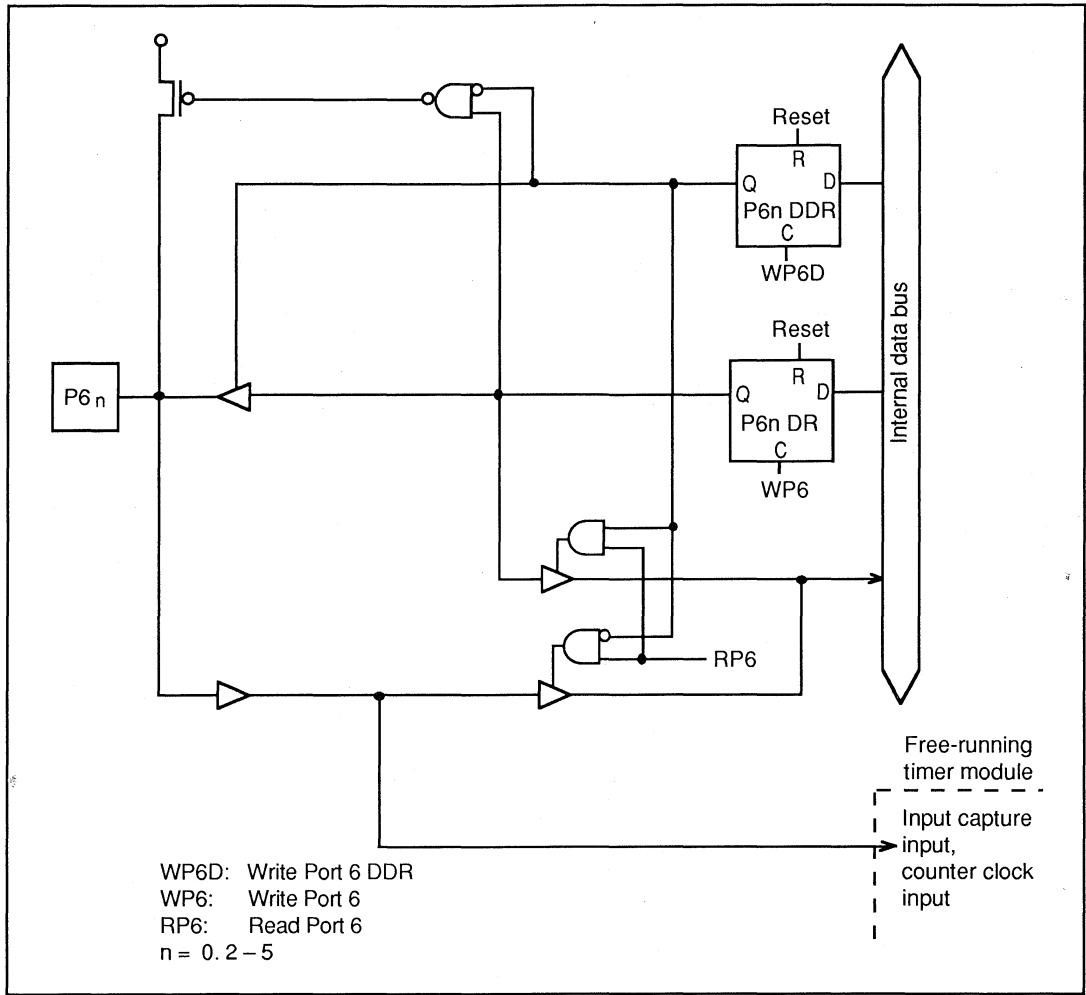 Reset
R
Q
D
P6n DDR
C
WP6D
Internal data bus
Reset
R
Q
D
P6n DR
C
WP6
P6 n
RP6
Free-running
timer module
Input capture
input,
counter clock
input
WP6D: Write Port 6 DDR
WP6: Write Port 6
RP6: Read Port 6
n = 0. 2 – 5